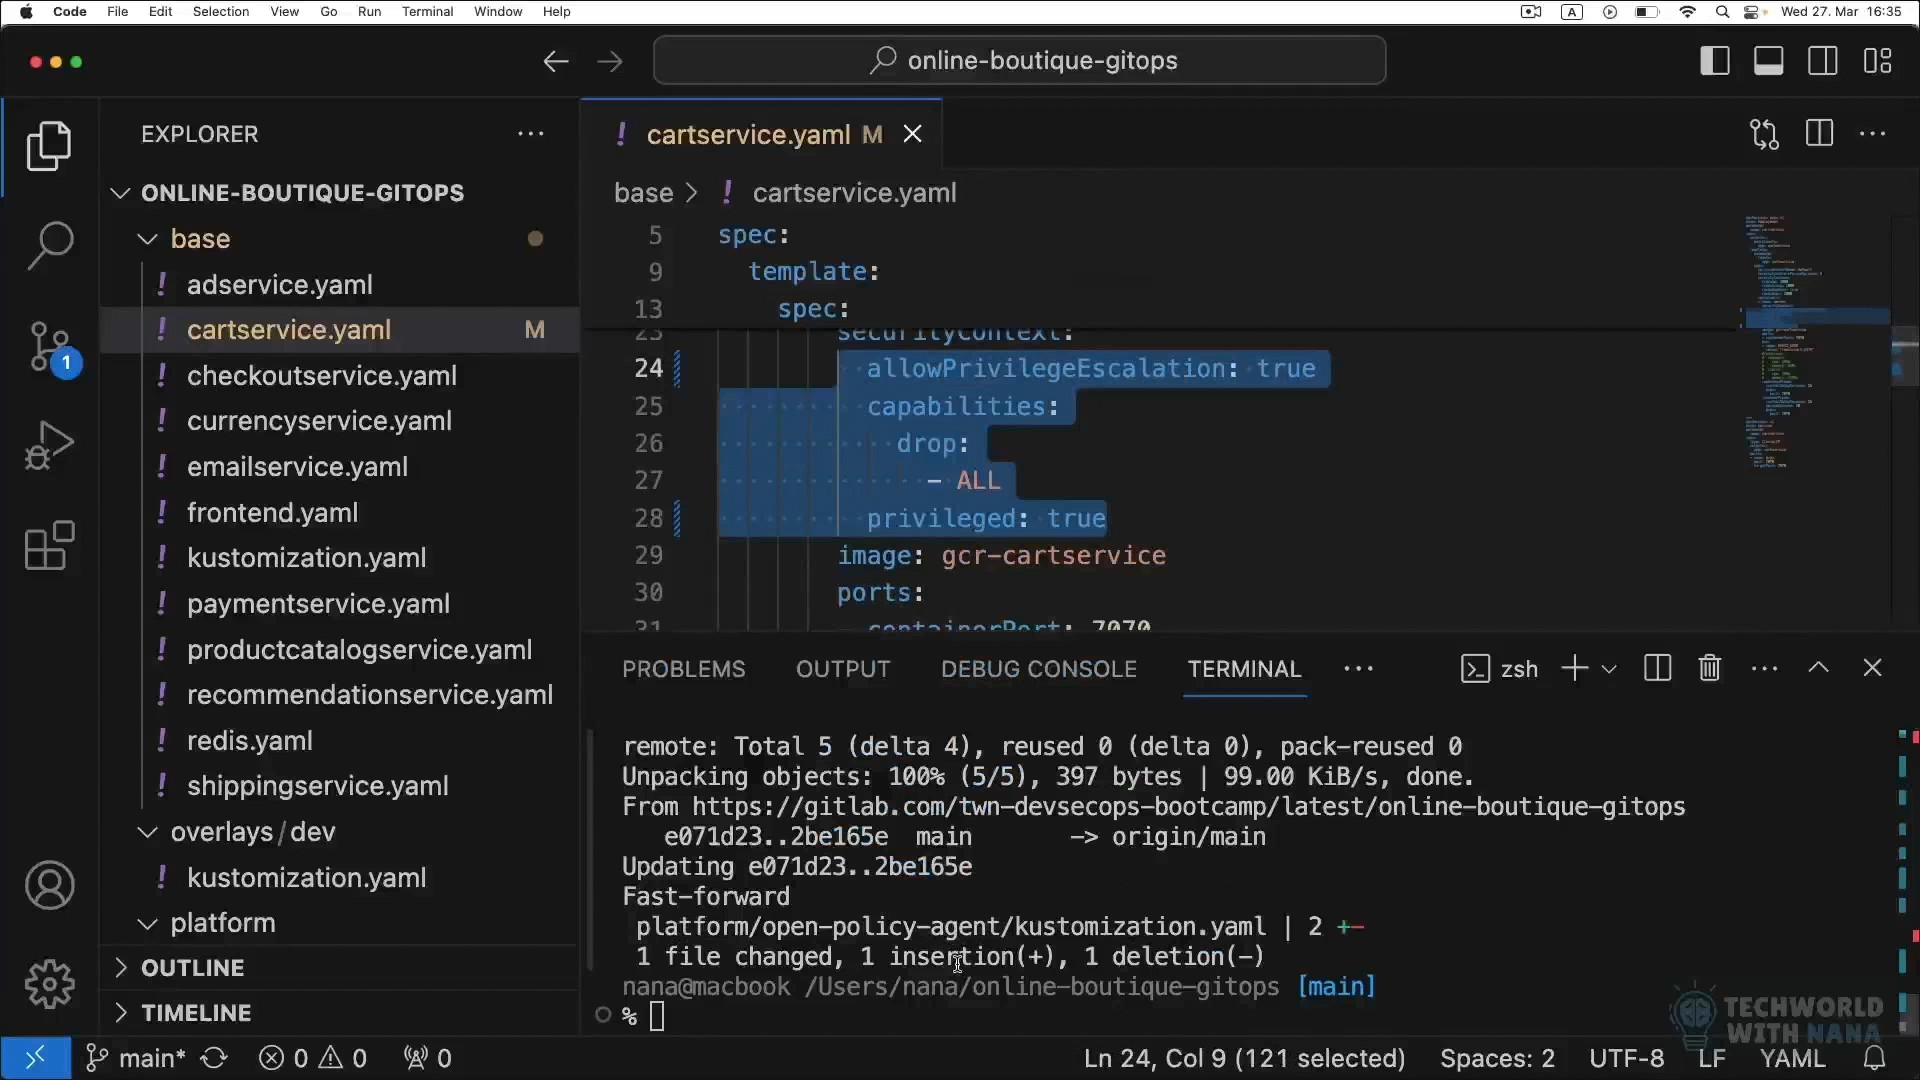 Code File Edit Selection View Go Run Terminal Window Help A Wed 27. Mar 16:35
online-boutique-gitops
EXPLORER
ONLINE-BOUTIQUE-GITOPS
base
adservice.yaml
cartservice.yaml M
checkoutservice.yaml
currencyservice.yaml
emailservice.yaml
frontend.yaml
kustomization.yaml
paymentservice.yaml
productcatalogservice.yaml
recommendationservice.yaml
redis.yaml
shippingservice.yaml
overlays/dev
kustomization.yaml
platform
OUTLINE
TIMELINE
1
! cartservice.yaml M
base > ! cartservice.yaml
5 spec:
9 template:
13 spec:
23 securityContext:
24 allowPrivilegeEscalation: true
25 capabilities:
26 drop:
27 - ALL
28 privileged: true
29 image: gcr-cartservice
30 ports:
31 - containerPort: 7070
PROBLEMS OUTPUT DEBUG CONSOLE TERMINAL ··· zsh
remote: Total 5 (delta 4), reused 0 (delta 0), pack-reused 0
Unpacking objects: 100% (5/5), 397 bytes | 99.00 KiB/s, done.
From https://gitlab.com/twn-devsecops-bootcamp/latest/online-boutique-gitops
e071d23..2be165e main -> origin/main
Updating e071d23..2be165e
Fast-forward
platform/open-policy-agent/kustomization.yaml | 2 +-
1 file changed, 1 insertion(+), 1 deletion(-)
nana@macbook /Users/nana/online-boutique-gitops [main]
%
TECHWORLD
WITH NANA
main* 0 0 0 Ln 24, Col 9 (121 selected) Spaces: 2 UTF-8 LF YAML